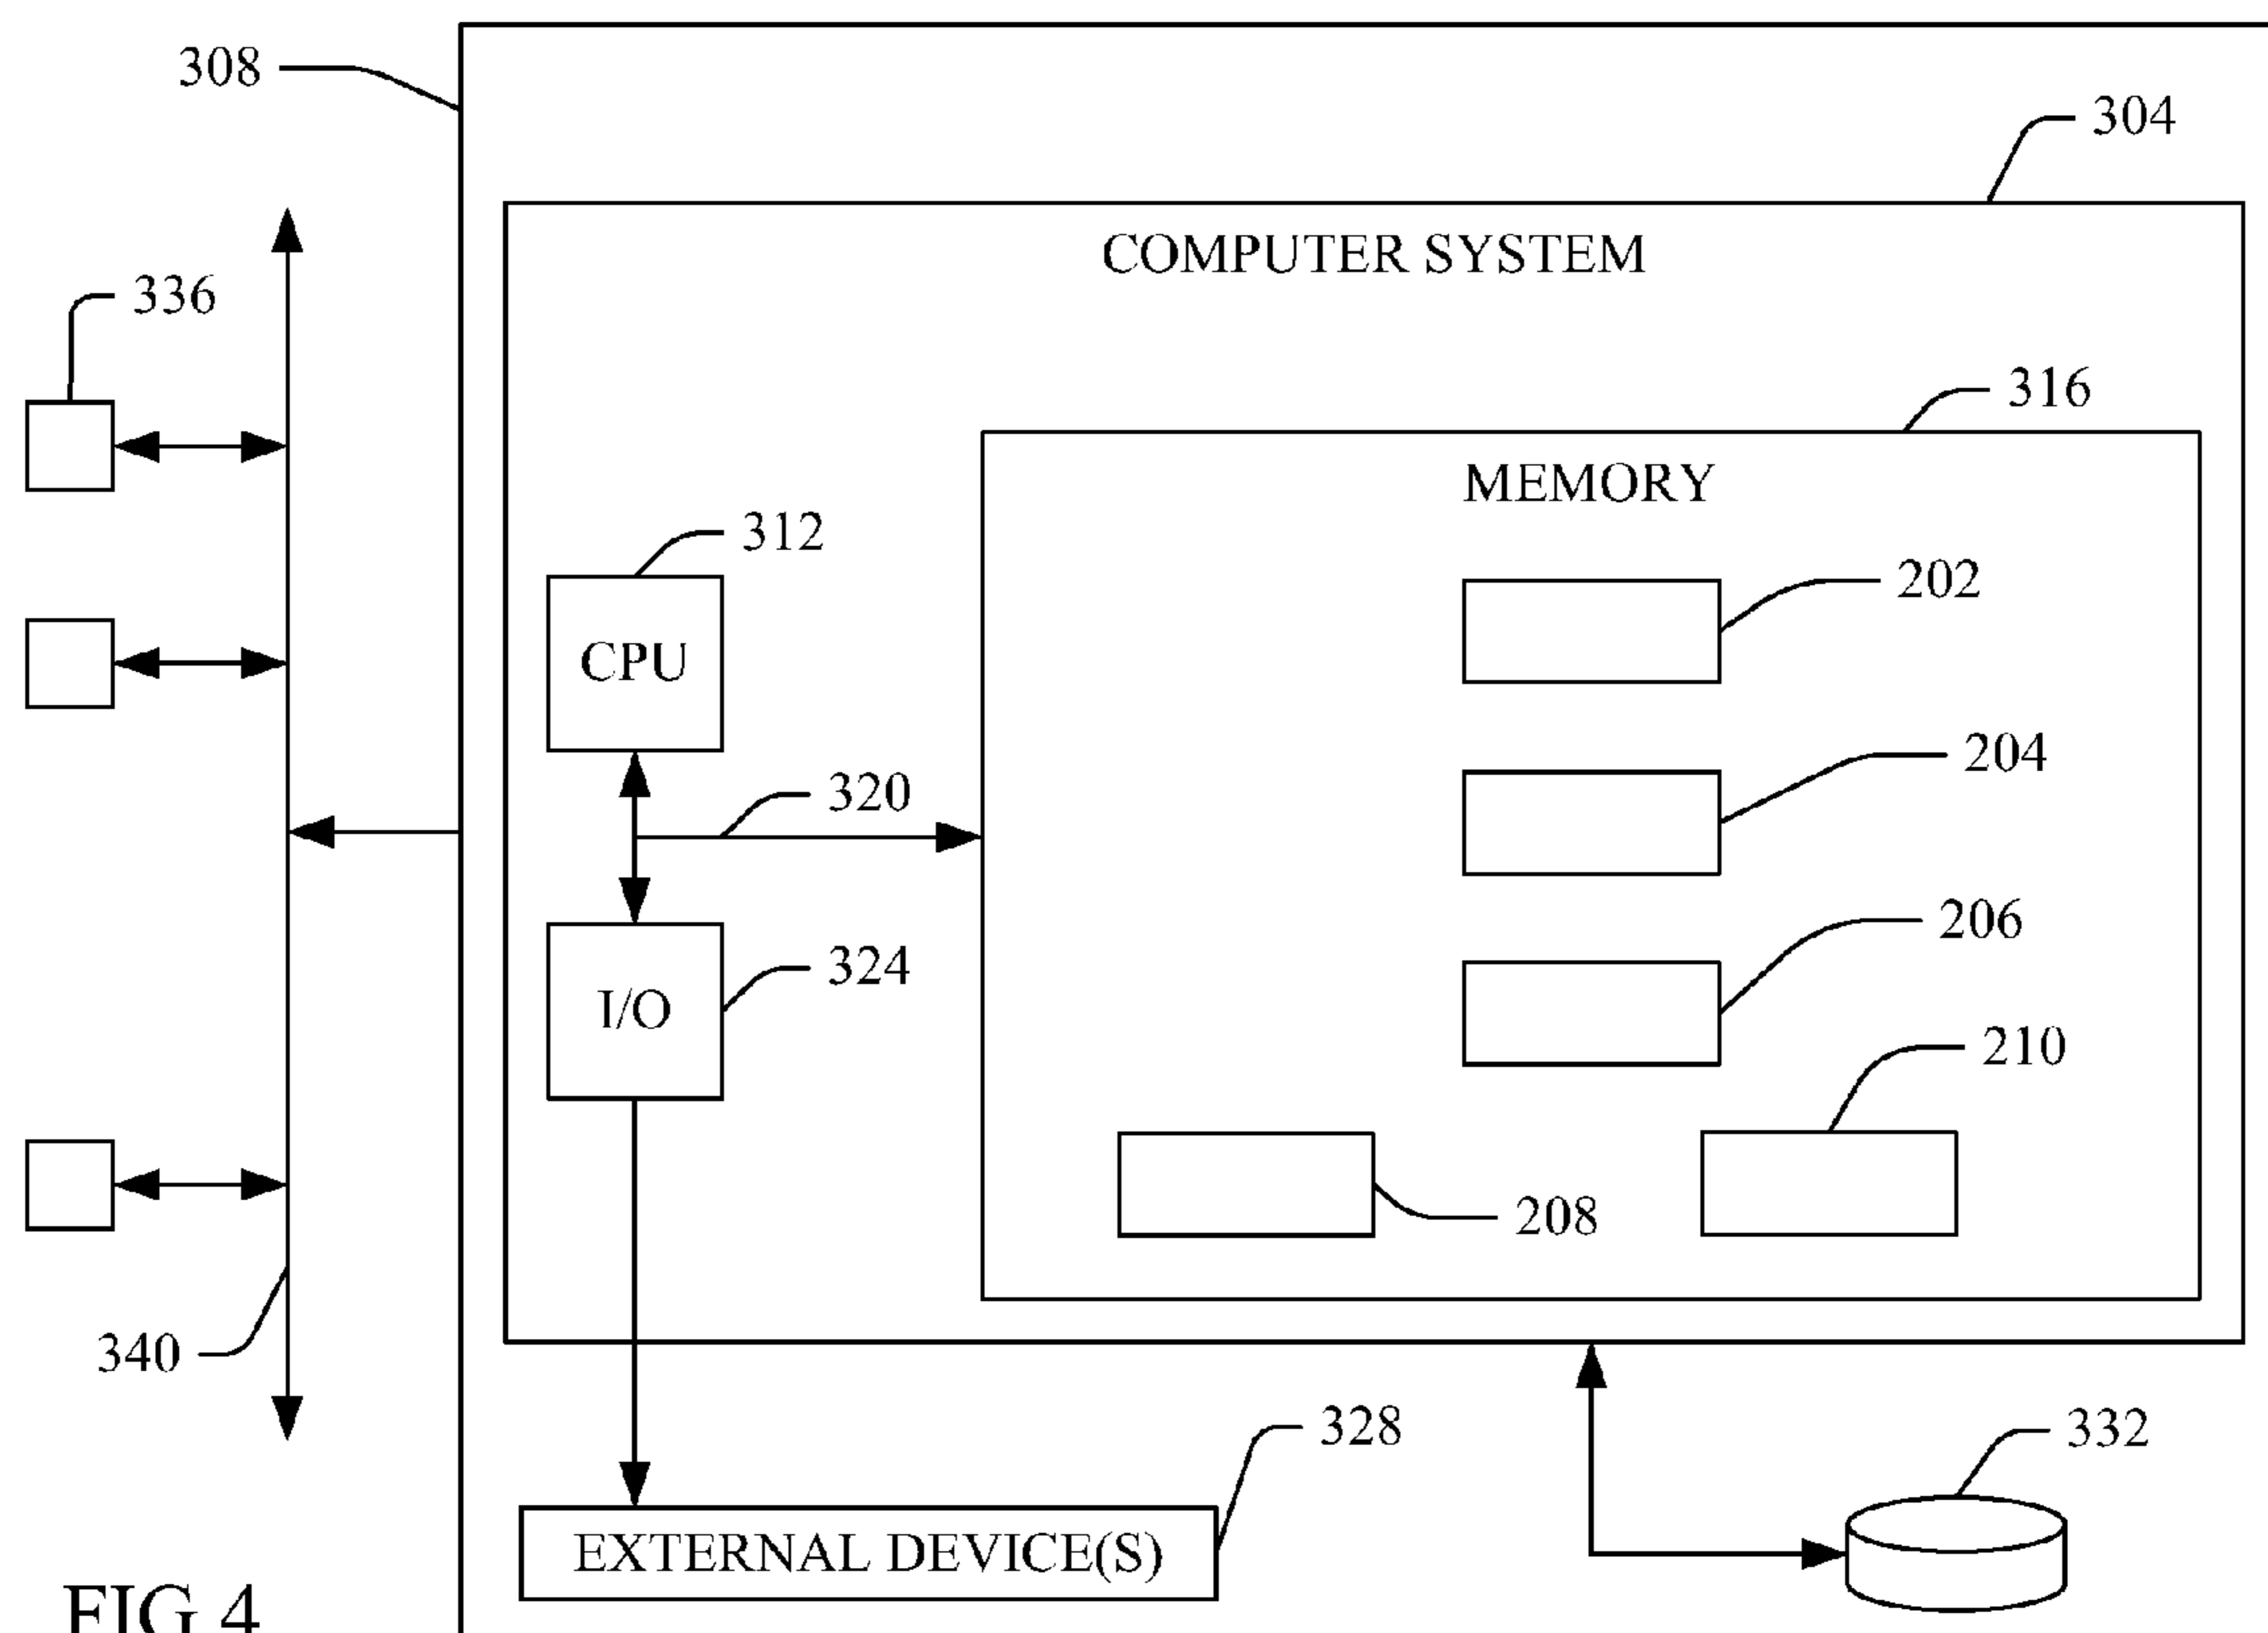 308
304
COMPUTER SYSTEM
336
316
MEMORY
312
202
CPU
204
320
206
324
I/O
210
208
340
328
332
EXTERNAL DEVICE(S)
FIG 4